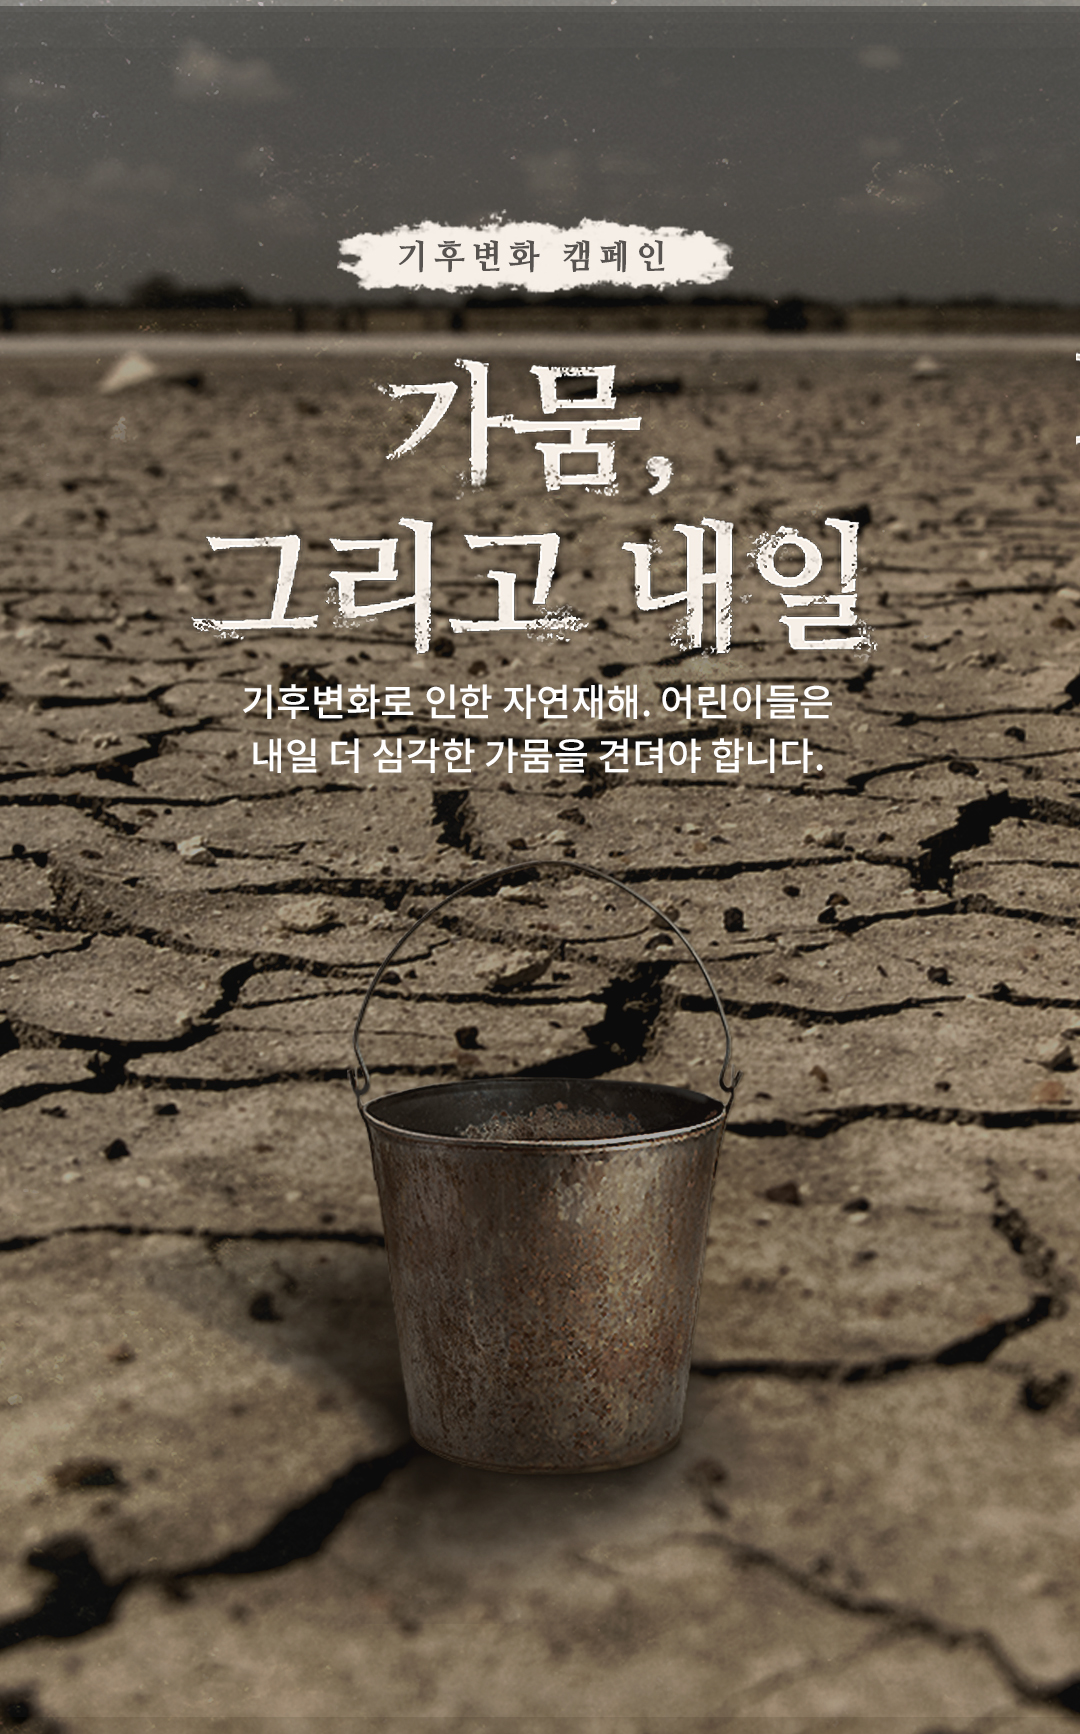 기후변화 캠페인
가뭄,
그리고 내일
기후변화로 인한 자연재해. 어린이들은
내일 더 심각한 가뭄을 견뎌야 합니다.